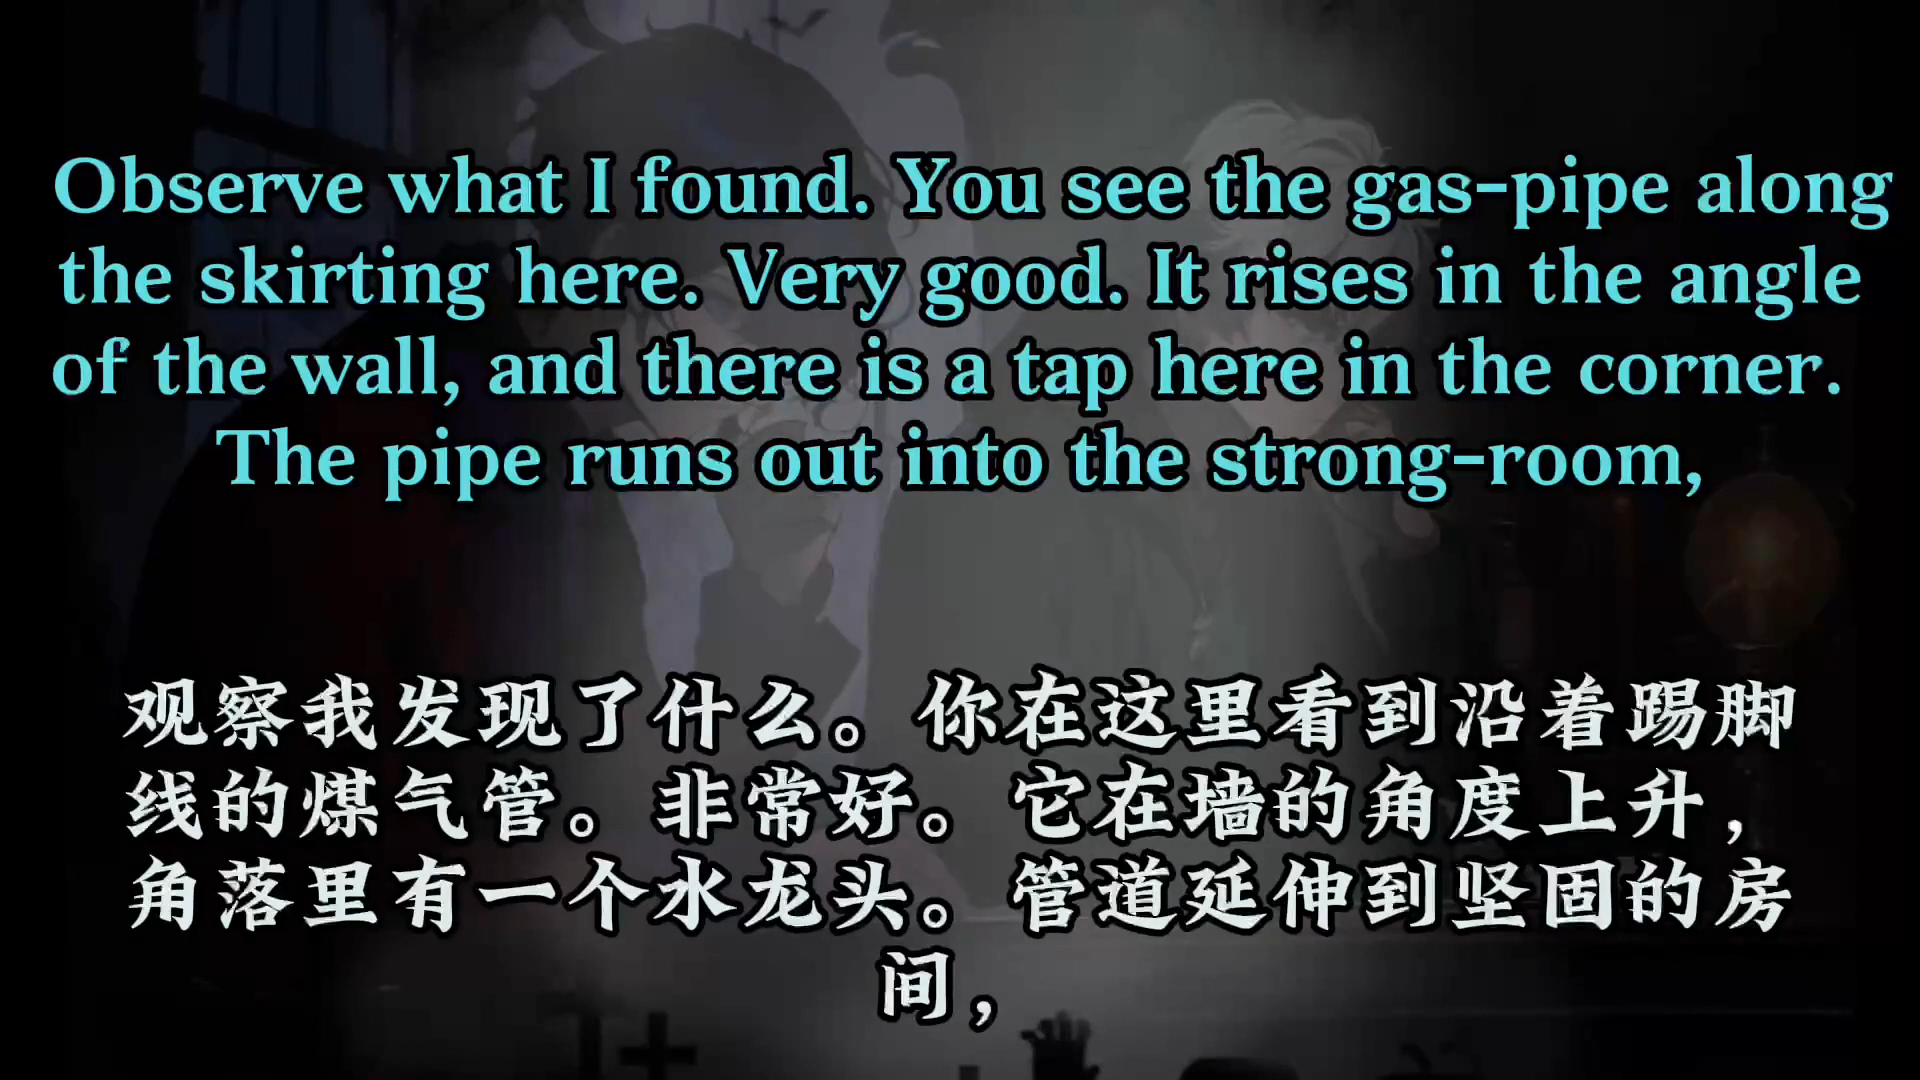 Observe what I found. You see the gas-pipe along
the skirting here. Very good. It rises in the angle
of the wall, and there is a tap here in the corner.
The pipe runs out into the strong-room,
观察我发现了什么。你在这里看到沿着踢脚
线的煤气管。非常好。它在墙的角度上升，
角落里有一个水龙头。管道延伸到坚固的房
间，